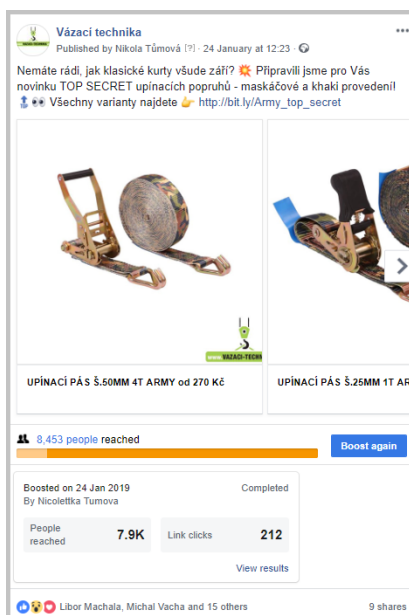 Vázací technika
Published by Nikola Tůmová [?] · 24 January at 12:23 ·
Nemáte rádi, jak klasické kurty všude září? 💥 Připravili jsme pro Vás
novinku TOP SECRET upínacích popruhů - maskáčové a khaki provedení!
👀 Všechny varianty najdete 👉 http://bit.ly/Army_top_secret
www.VAZACI-TECHN
UPÍNACÍ PÁS Š.50MM 4T ARMY od 270 Kč
UPÍNACÍ PÁS Š.25MM 1T AR
8,453 people reached
Boost again
Boosted on 24 Jan 2019
Completed
By Nicolettka Tumova
People reached
7.9K
Link clicks
212
View results
Libor Machala, Michal Vacha and 15 others
9 shares